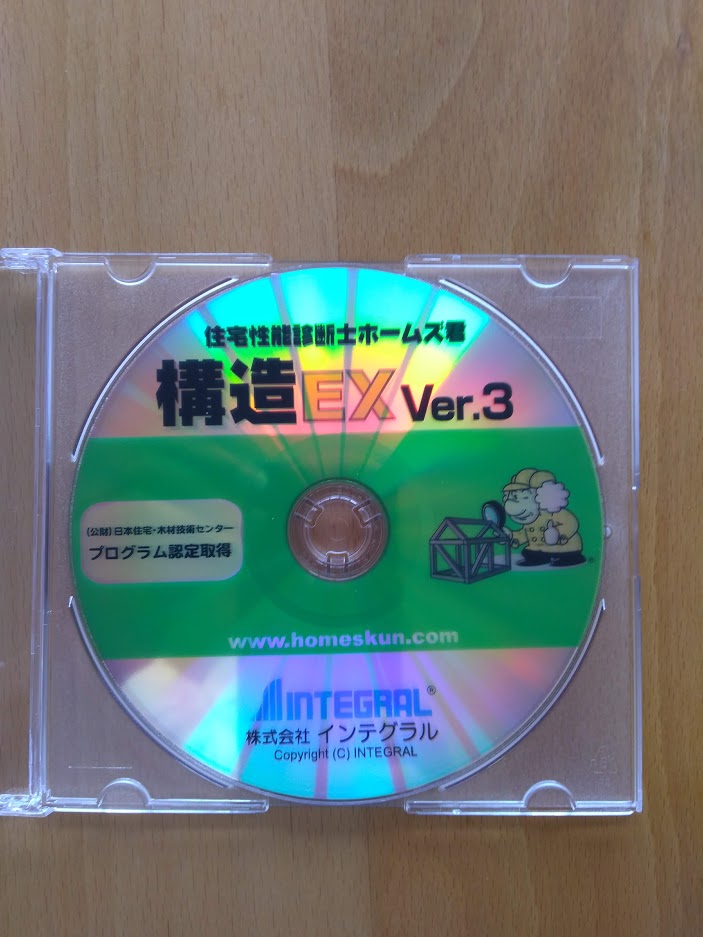 住宅性能診断士ホームズ君
構造EX Ver.3
(公財)日本住宅・木材技術センター
プログラム認定取得
www.homeskun.com
INTEGRAL®
株式会社 インテグラル
Copyright (C) INTEGRAL